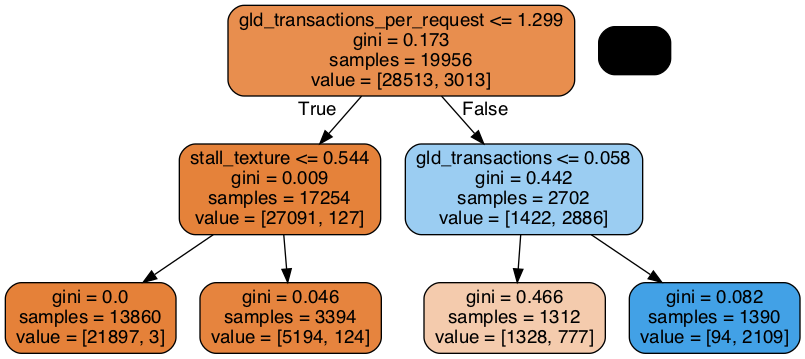 gld_transactions_per_request <= 1.299
gini = 0.173
samples = 19956
value = [28513, 3013]
True
False
stall_texture <= 0.544
gini = 0.009
samples = 17254
value = [27091, 127]
gld_transactions <= 0.058
gini = 0.442
samples = 2702
value = [1422, 2886]
gini = 0.0
samples = 13860
value = [21897, 3]
gini = 0.046
samples = 3394
value = [5194, 124]
gini = 0.466
samples = 1312
value = [1328, 777]
gini = 0.082
samples = 1390
value = [94, 2109]